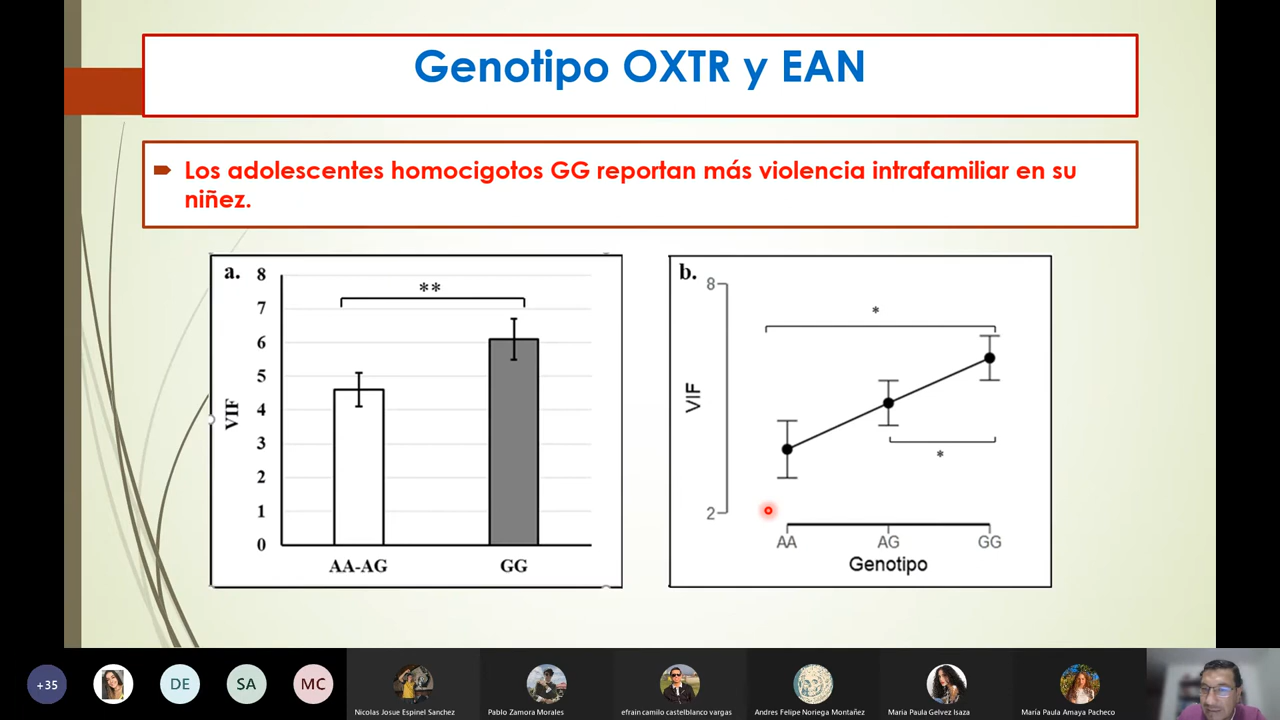 Genotipo OXTR y EAN
Los adolescentes homocigotos GG reportan más violencia intrafamiliar en su
niñez.
a.
8
7
6
5
4
3
2
1
0
VIF
**
AA-AG
GG
b.
8
2
VIF
*
*
AA
AG
GG
Genotipo
+35
DE
SA
MC
Nicolas Josue Espinel Sanchez
Pablo Zamora Morales
efrain camilo castelblanco vargas
Andres Felipe Noriega Montañez
Maria Paula Gelvez Isaza
María Paula Amaya Pacheco